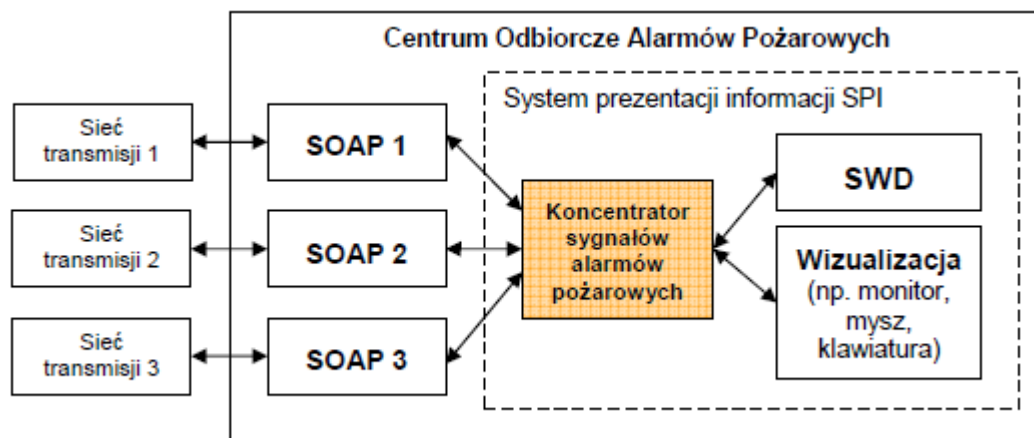 Centrum Odbiorcze Alarmów Pożarowych
System prezentacji informacji SPI
Sieć
transmisji 1
SOAP 1
Sieć
transmisji 2
SOAP 2
Sieć
transmisji 3
SOAP 3
Koncentrator
sygnałów
alarmów
pożarowych
SWD
Wizualizacja
(np. monitor,
mysz,
klawiatura)